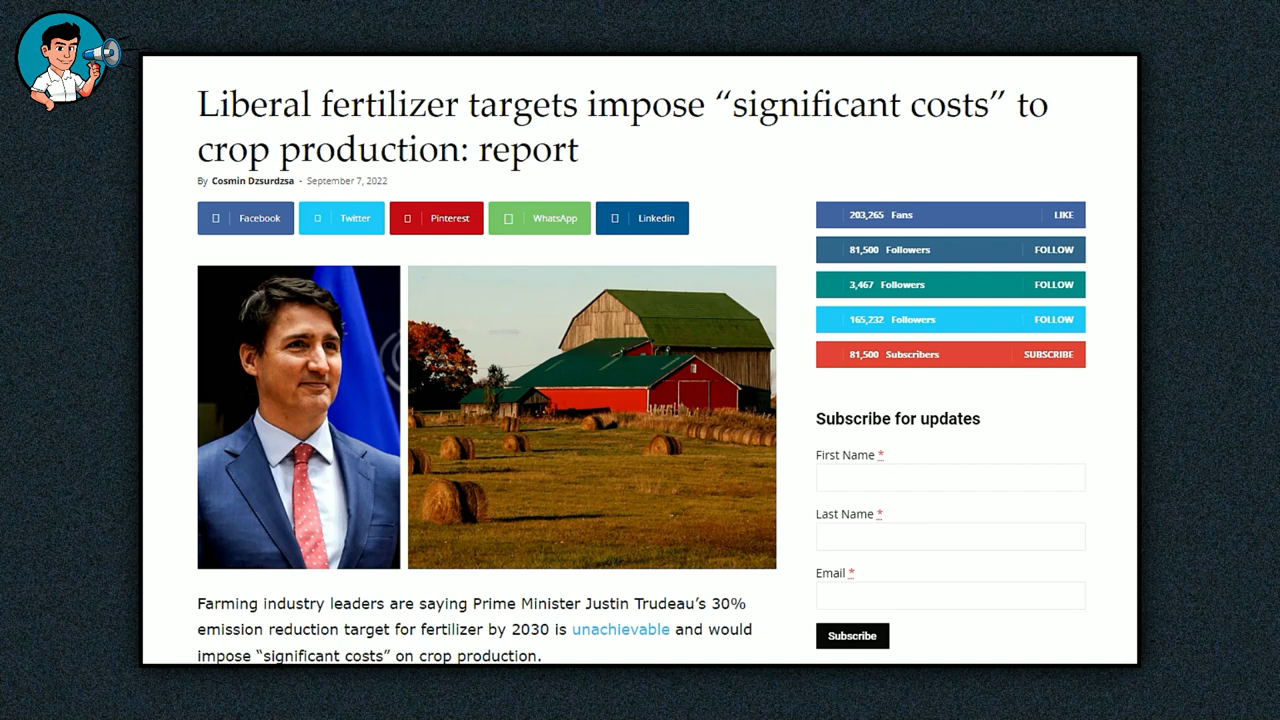 Liberal fertilizer targets impose “significant costs” to
crop production: report
By Cosmin Dzsurdzsa - September 7, 2022
Facebook
Twitter
Pinterest
WhatsApp
Linkedin
203,265 Fans LIKE
81,500 Followers FOLLOW
3,467 Followers FOLLOW
165,232 Followers FOLLOW
81,500 Subscribers SUBSCRIBE
Subscribe for updates
First Name *
Last Name *
Email *
Subscribe
Farming industry leaders are saying Prime Minister Justin Trudeau’s 30%
emission reduction target for fertilizer by 2030 is unachievable and would
impose “significant costs” on crop production.